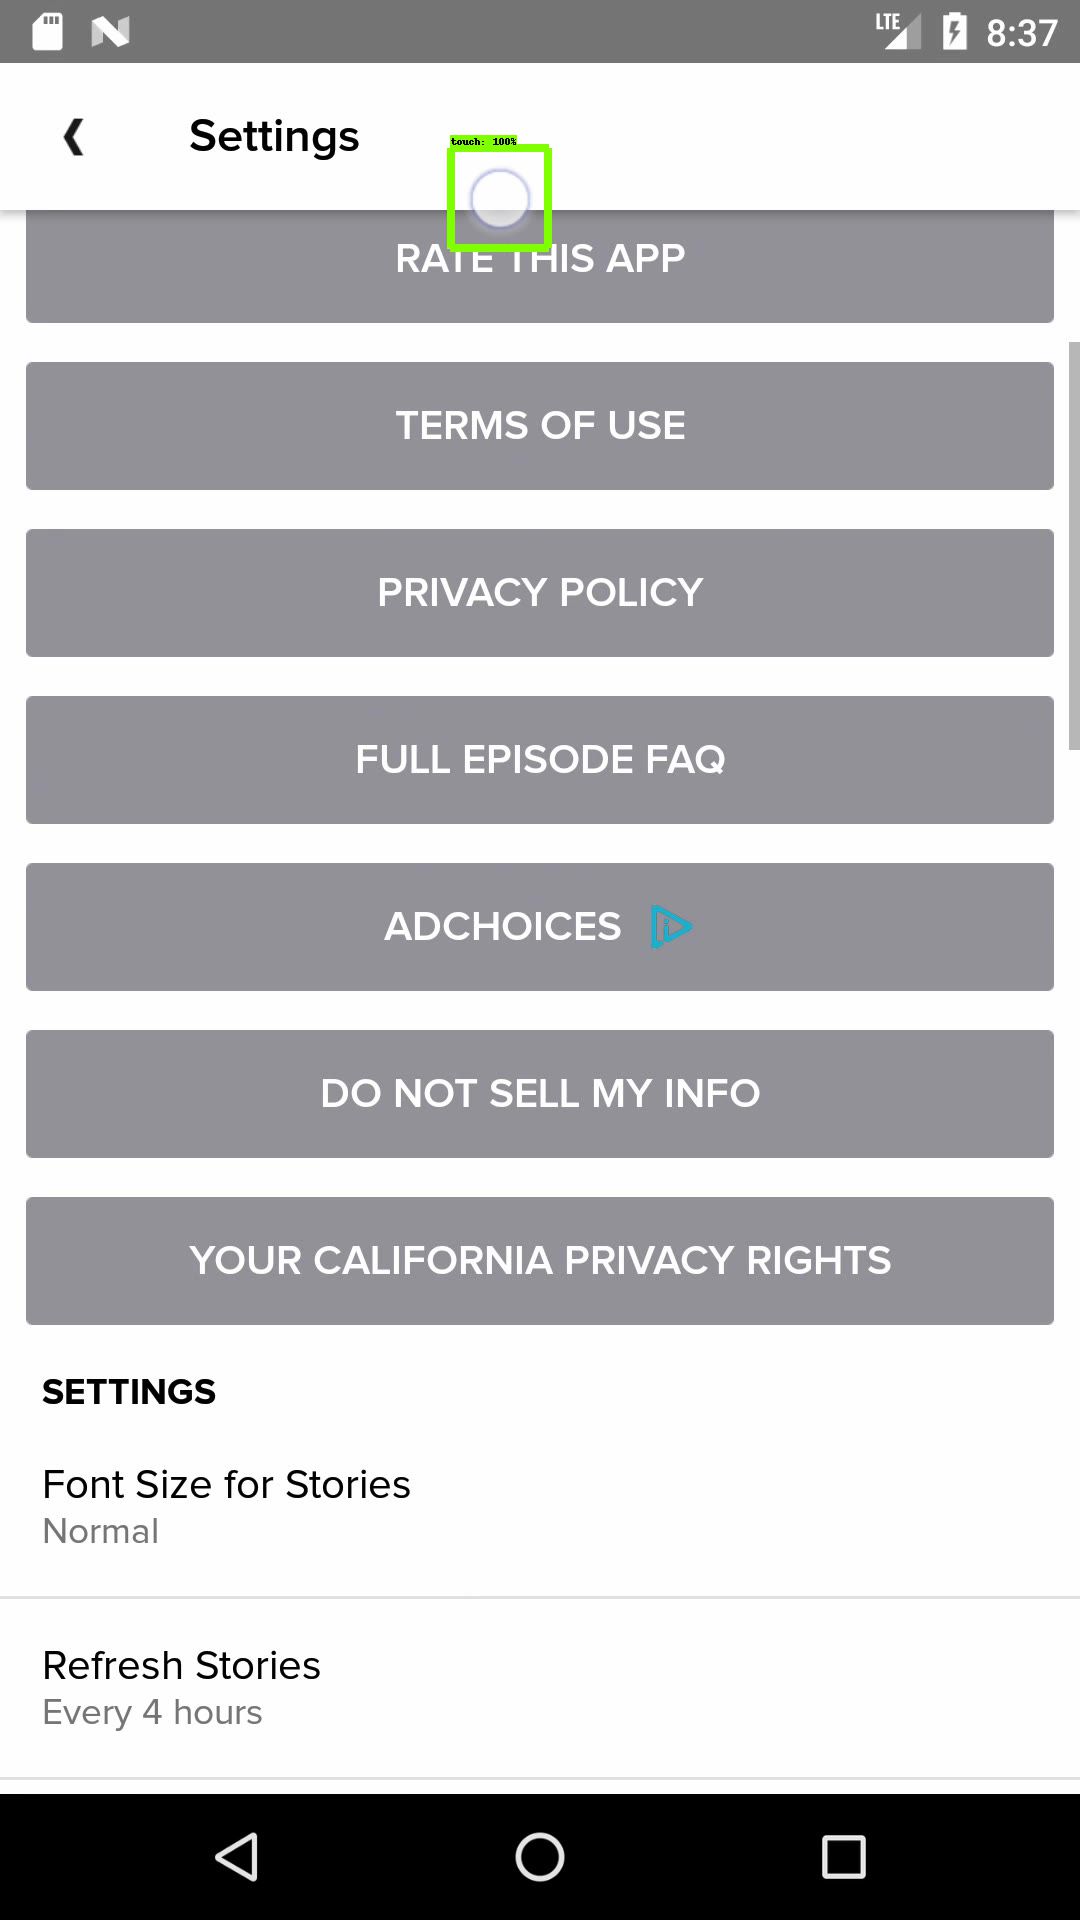 LTE 8:37
Settings
touch: 100%
RATE THIS APP
TERMS OF USE
PRIVACY POLICY
FULL EPISODE FAQ
ADCHOICES
DO NOT SELL MY INFO
YOUR CALIFORNIA PRIVACY RIGHTS
SETTINGS
Font Size for Stories
Normal
Refresh Stories
Every 4 hours